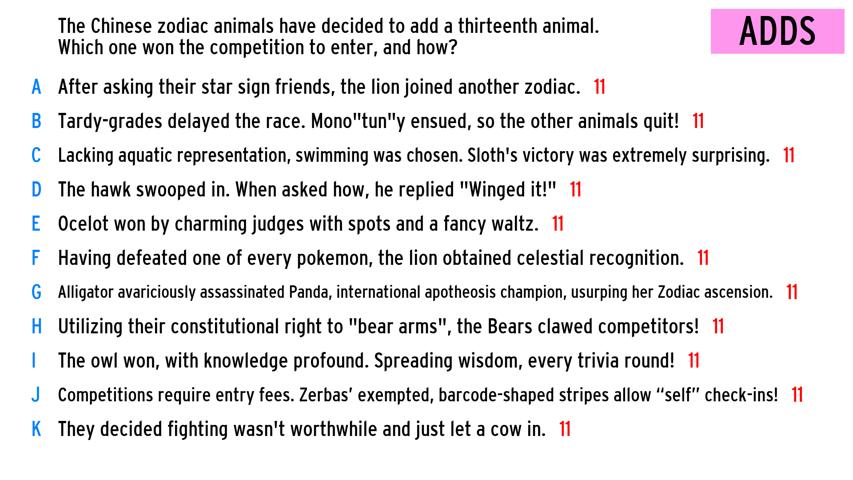 The Chinese zodiac animals have decided to add a thirteenth animal.
Which one won the competition to enter, and how?
ADDS
A After asking their star sign friends, the lion joined another zodiac. 11
B Tardy-grades delayed the race. Mono"tun"y ensued, so the other animals quit! 11
C Lacking aquatic representation, swimming was chosen. Sloth's victory was extremely surprising. 11
D The hawk swooped in. When asked how, he replied "Winged it!" 11
E Ocelot won by charming judges with spots and a fancy waltz. 11
F Having defeated one of every pokemon, the lion obtained celestial recognition. 11
G Alligator avariciously assassinated Panda, international apotheosis champion, usurping her Zodiac ascension. 11
H Utilizing their constitutional right to "bear arms", the Bears clawed competitors! 11
I The owl won, with knowledge profound. Spreading wisdom, every trivia round! 11
J Competitions require entry fees. Zerbas’ exempted, barcode-shaped stripes allow “self” check-ins! 11
K They decided fighting wasn't worthwhile and just let a cow in. 11